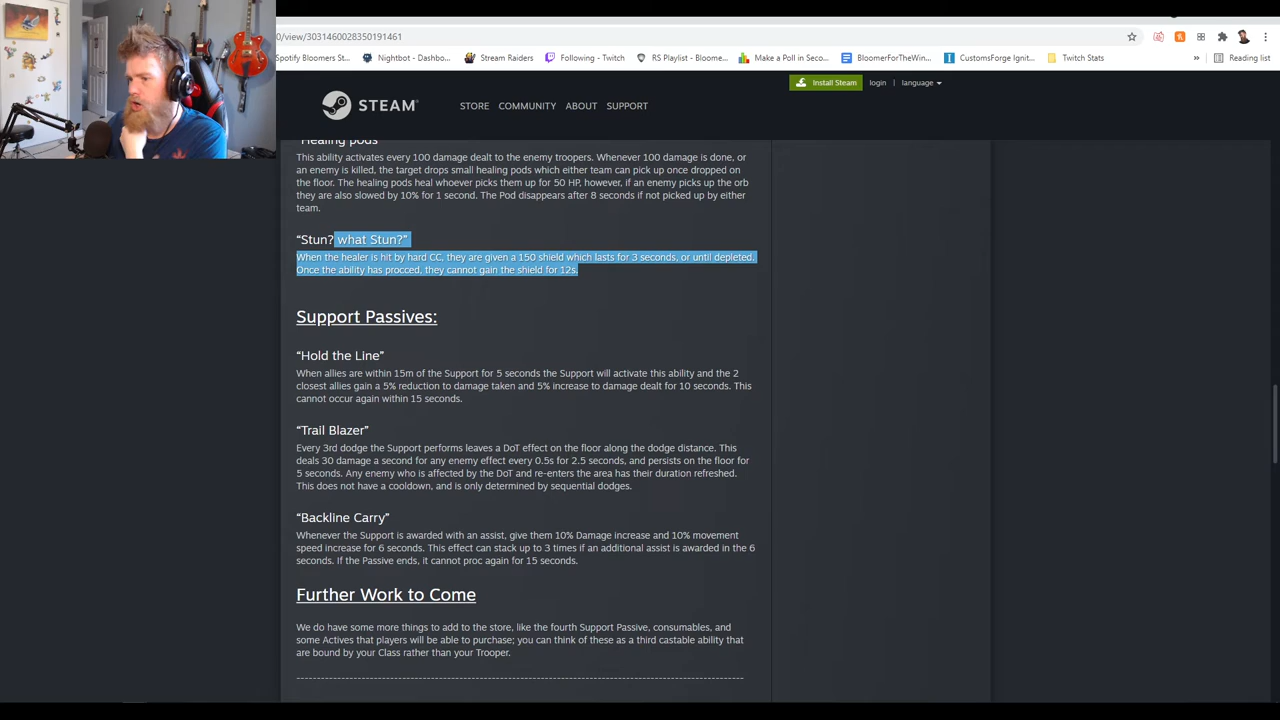 0/view/3031460028350191461
Spotify Bloomers St...
Nightbot - Dashbo...
Stream Raiders
Following - Twitch
RS Playlist - Bloome...
Make a Poll in Seco...
BloomerForTheWin...
CustomsForge Ignit...
Twitch Stats
»
Reading list
Install Steam
login
language
STEAM®
STORE
COMMUNITY
ABOUT
SUPPORT
"Healing pods"
This ability activates every 100 damage dealt to the enemy troopers. Whenever 100 damage is done, or
an enemy is killed, the target drops small healing pods which either team can pick up once dropped on
the floor. The healing pods heal whoever picks them up for 50 HP, however, if an enemy picks up the orb
they are also slowed by 10% for 1 second. The Pod disappears after 8 seconds if not picked up by either
team.
“Stun? what Stun?”
When the healer is hit by hard CC, they are given a 150 shield which lasts for 3 seconds, or until depleted.
Once the ability has procced, they cannot gain the shield for 12s.
Support Passives:
“Hold the Line”
When allies are within 15m of the Support for 5 seconds the Support will activate this ability and the 2
closest allies gain a 5% reduction to damage taken and 5% increase to damage dealt for 10 seconds. This
cannot occur again within 15 seconds.
“Trail Blazer”
Every 3rd dodge the Support performs leaves a DoT effect on the floor along the dodge distance. This
deals 30 damage a second for any enemy effect every 0.5s for 2.5 seconds, and persists on the floor for
5 seconds. Any enemy who is affected by the DoT and re-enters the area has their duration refreshed.
This does not have a cooldown, and is only determined by sequential dodges.
“Backline Carry”
Whenever the Support is awarded with an assist, give them 10% Damage increase and 10% movement
speed increase for 6 seconds. This effect can stack up to 3 times if an additional assist is awarded in the 6
seconds. If the Passive ends, it cannot proc again for 15 seconds.
Further Work to Come
We do have some more things to add to the store, like the fourth Support Passive, consumables, and
some Actives that players will be able to purchase; you can think of these as a third castable ability that
are bound by your Class rather than your Trooper.